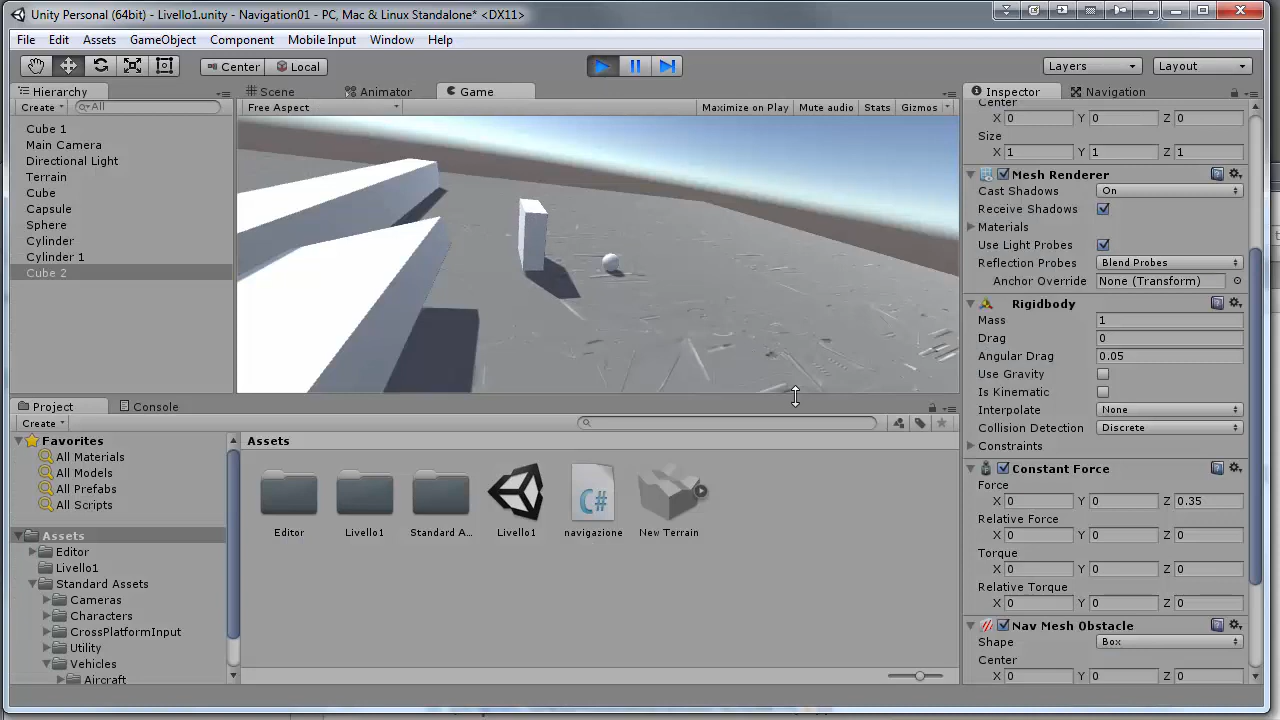 Unity Personal (64bit) - Livello1.unity - Navigation01 - PC, Mac & Linux Standalone* <DX11>
File Edit Assets GameObject Component Mobile Input Window Help
Center Local Layers Layout
Hierarchy Scene Animator Game Inspector Navigation
Create All Free Aspect Maximize on Play Mute audio Stats Gizmos
Cube 1
Main Camera
Directional Light
Terrain
Cube
Capsule
Sphere
Cylinder
Cylinder 1
Cube 2
Center
X 0 Y 0 Z 0
Size
X 1 Y 1 Z 1
Mesh Renderer
Cast Shadows On
Receive Shadows
Materials
Use Light Probes
Reflection Probes Blend Probes
Anchor Override None (Transform)
Rigidbody
Mass 1
Drag 0
Angular Drag 0.05
Use Gravity
Is Kinematic
Interpolate None
Collision Detection Discrete
Constraints
Constant Force
Force
X 0 Y 0 Z 0.35
Relative Force
X 0 Y 0 Z 0
Torque
X 0 Y 0 Z 0
Relative Torque
X 0 Y 0 Z 0
Nav Mesh Obstacle
Shape Box
Center
X 0 Y 0 Z 0
Project Console
Create
Favorites
All Materials
All Models
All Prefabs
All Scripts
Assets
Editor
Livello1
Standard Assets
Cameras
Characters
CrossPlatformInput
Utility
Vehicles
Aircraft
Assets
C#
Editor Livello1 Standard A... Livello1 navigazione New Terrain